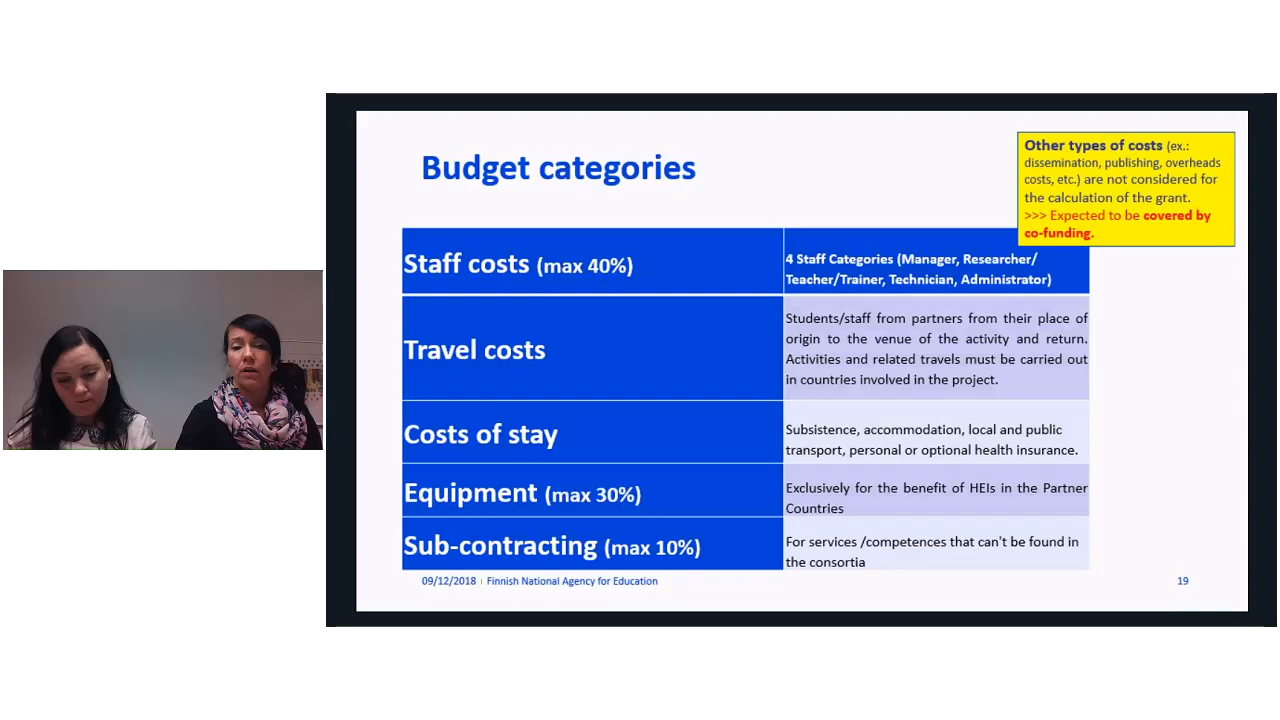 Budget categories
Other types of costs (ex.:
dissemination, publishing, overheads
costs, etc.) are not considered for
the calculation of the grant.
>>> Expected to be covered by
co-funding.
Staff costs (max 40%)
4 Staff Categories (Manager, Researcher/
Teacher/Trainer, Technician, Administrator)
Travel costs
Students/staff from partners from their place of
origin to the venue of the activity and return.
Activities and related travels must be carried out
in countries involved in the project.
Costs of stay
Subsistence, accommodation, local and public
transport, personal or optional health insurance.
Equipment (max 30%)
Exclusively for the benefit of HEIs in the Partner
Countries
Sub-contracting (max 10%)
For services /competences that can't be found in
the consortia
09/12/2018 | Finnish National Agency for Education
19